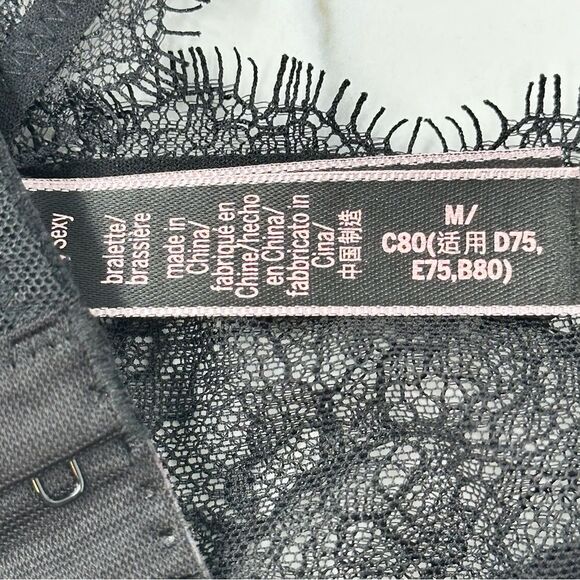 Sexy
bralette/
brassière
made in
China/
fabriqué en
Chine/hecho
en China/
fabbricato in
Cina/
中国制造
M/
C80(适用 D75,
E75,B80)